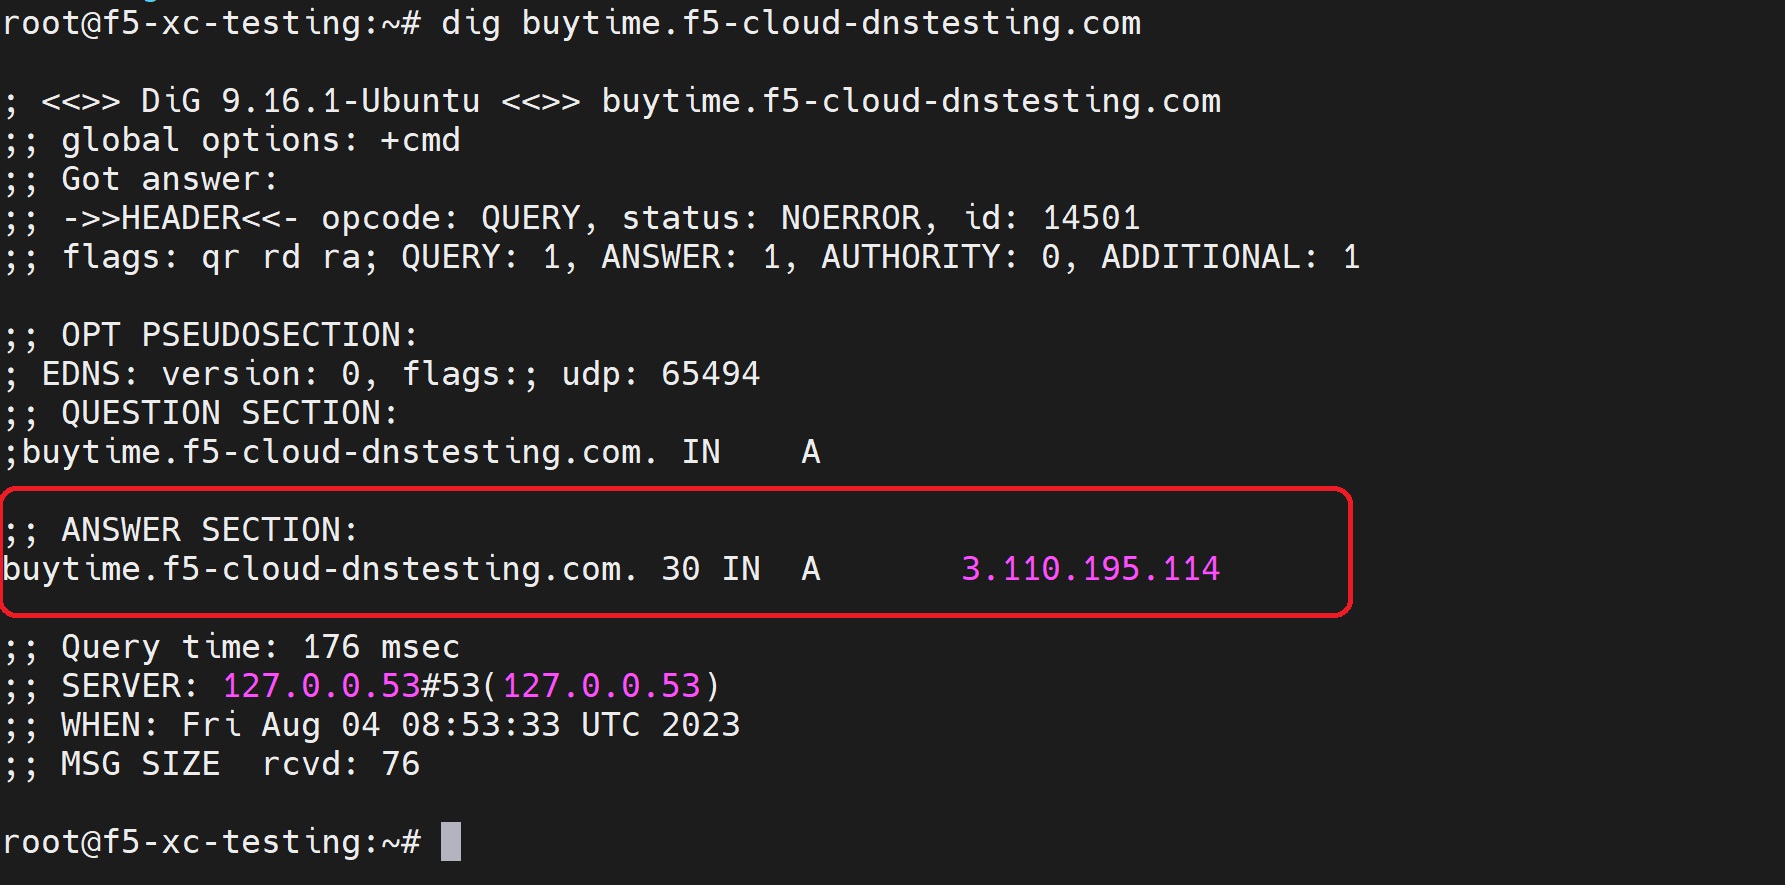 root@f5-xc-testing:~# dig buytime.f5-cloud-dnstesting.com
; <<>> DiG 9.16.1-Ubuntu <<>> buytime.f5-cloud-dnstesting.com
;; global options: +cmd
;; Got answer:
;; ->>HEADER<<- opcode: QUERY, status: NOERROR, id: 14501
;; flags: qr rd ra; QUERY: 1, ANSWER: 1, AUTHORITY: 0, ADDITIONAL: 1
;; OPT PSEUDOSECTION:
; EDNS: version: 0, flags:; udp: 65494
;; QUESTION SECTION:
;buytime.f5-cloud-dnstesting.com. IN    A
;; ANSWER SECTION:
buytime.f5-cloud-dnstesting.com. 30 IN  A       3.110.195.114
;; Query time: 176 msec
;; SERVER: 127.0.0.53#53(127.0.0.53)
;; WHEN: Fri Aug 04 08:53:33 UTC 2023
;; MSG SIZE  rcvd: 76
root@f5-xc-testing:~#